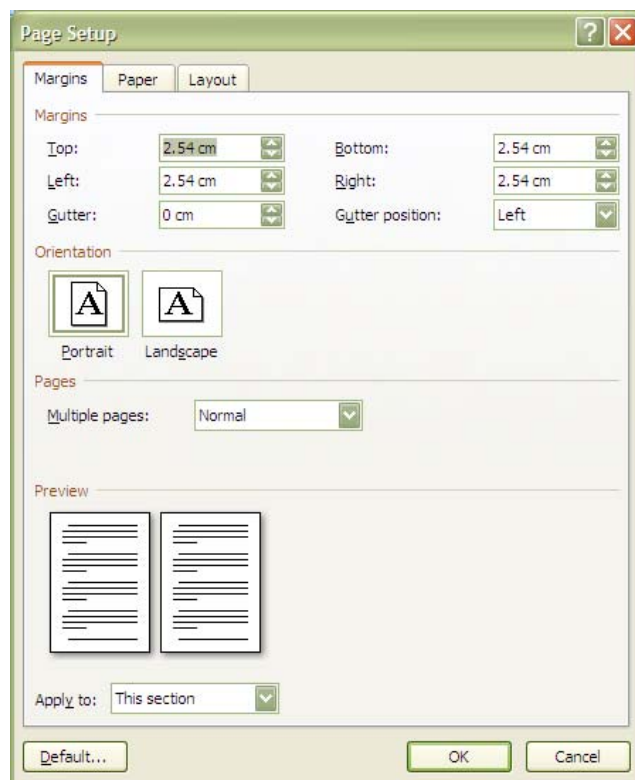 Page Setup
Margins Paper Layout
Margins
Top: 2.54 cm Bottom: 2.54 cm
Left: 2.54 cm Right: 2.54 cm
Gutter: 0 cm Gutter position: Left
Orientation
A A
Portrait Landscape
Pages
Multiple pages: Normal
Preview
Apply to: This section
Default... OK Cancel